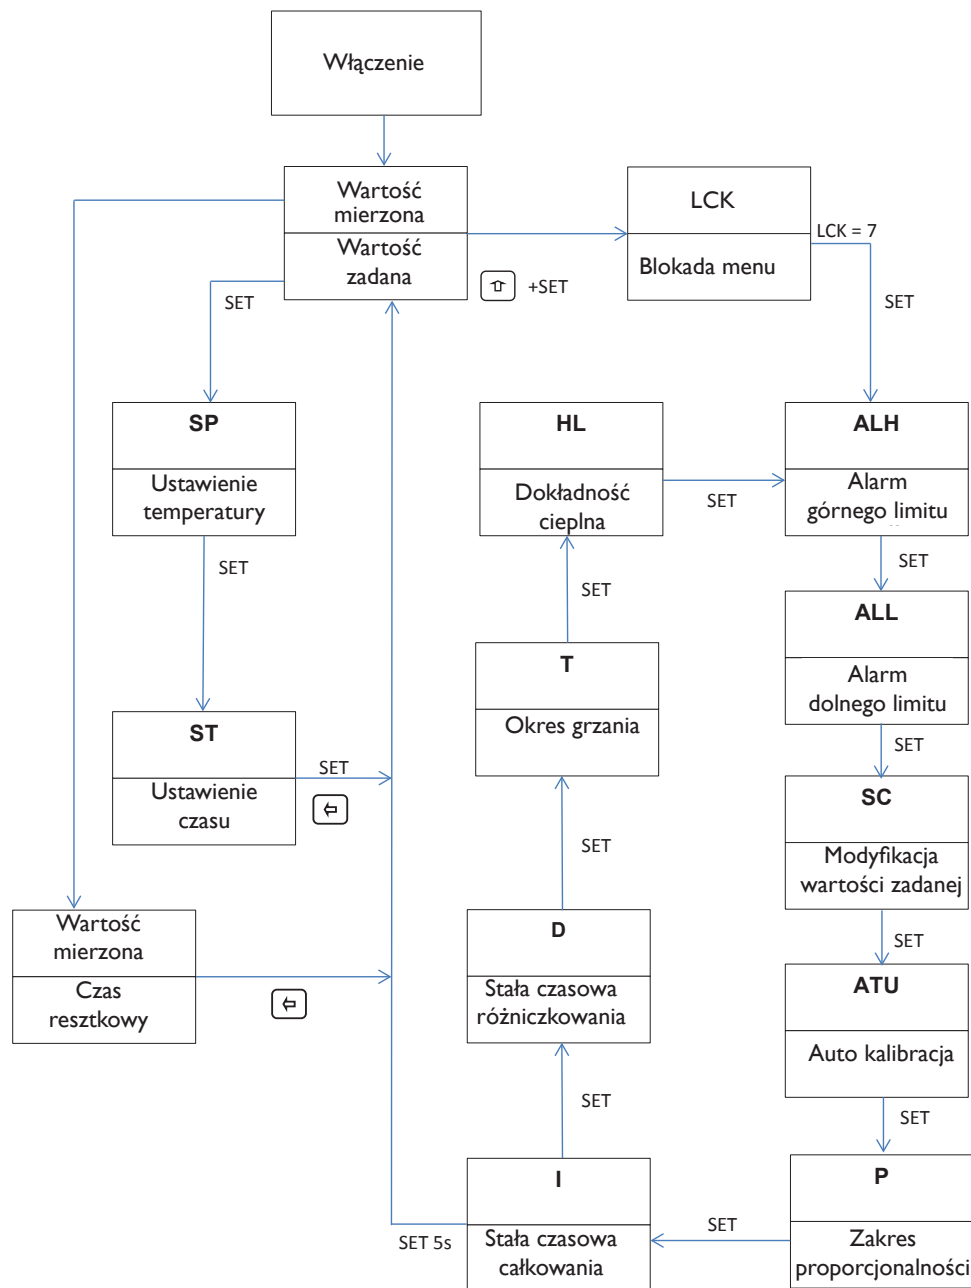 Włączenie
Wartość
mierzona
Wartość
zadana
LCK
Blokada menu
LCK = 7
SET
+SET
SET
SP
Ustawienie
temperatury
HL
Dokładność
cieplna
SET
ALH
Alarm
górnego limitu
SET
SET
SET
ALL
Alarm
dolnego limitu
T
Okres grzania
ST
Ustawienie
czasu
SET
SET
SC
Modyfikacja
wartości zadanej
SET
Wartość
mierzona
Czas
resztkowy
D
Stała czasowa
różniczkowania
SET
ATU
Auto kalibracja
SET
SET
I
Stała czasowa
całkowania
SET 5s
SET
P
Zakres
proporcjonalności